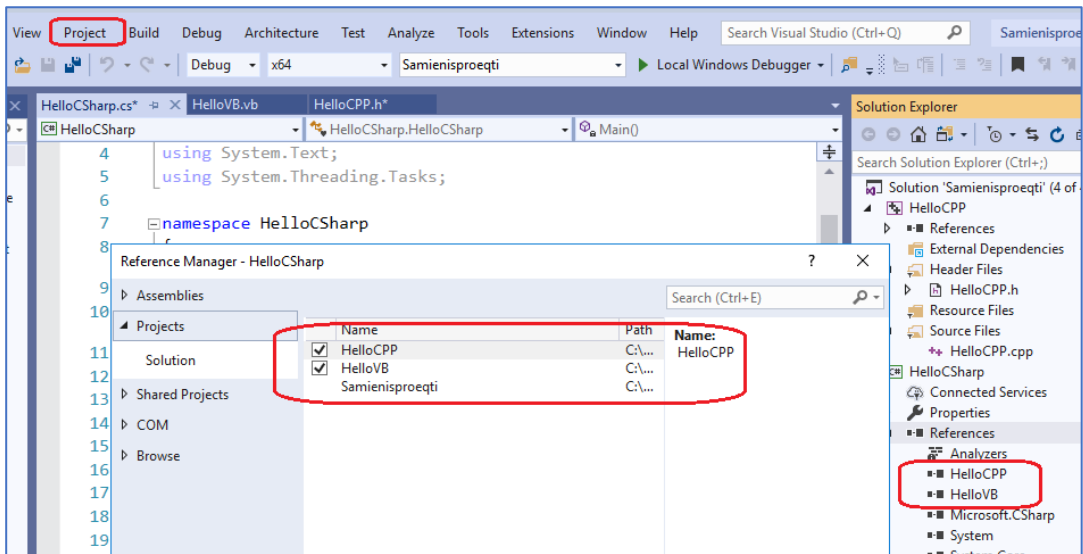 View Project Build Debug Architecture Test Analyze Tools Extensions Window Help Search Visual Studio (Ctrl+Q) Samienisproe
Debug x64 Samienisproeqti Local Windows Debugger
HelloCSharp.cs* HelloVB.vb HelloCPP.h*
C# HelloCSharp HelloCSharp.HelloCSharp Main()
4 using System.Text;
5 using System.Threading.Tasks;
6
7 namespace HelloCSharp
8
9
10
11
12
13
14
15
16
17
18
19
Reference Manager - HelloCSharp ?
Assemblies
Projects
Solution
Shared Projects
COM
Browse
Search (Ctrl+E)
Name Path
HelloCPP C:\...
HelloVB C:\...
Samienisproeqti C:\...
Name:
HelloCPP
Solution Explorer
Search Solution Explorer (Ctrl+;)
Solution 'Samienisproeqti' (4 of
HelloCPP
References
External Dependencies
Header Files
HelloCPP.h
Resource Files
Source Files
++ HelloCPP.cpp
C# HelloCSharp
Connected Services
Properties
References
Analyzers
HelloCPP
HelloVB
Microsoft.CSharp
System